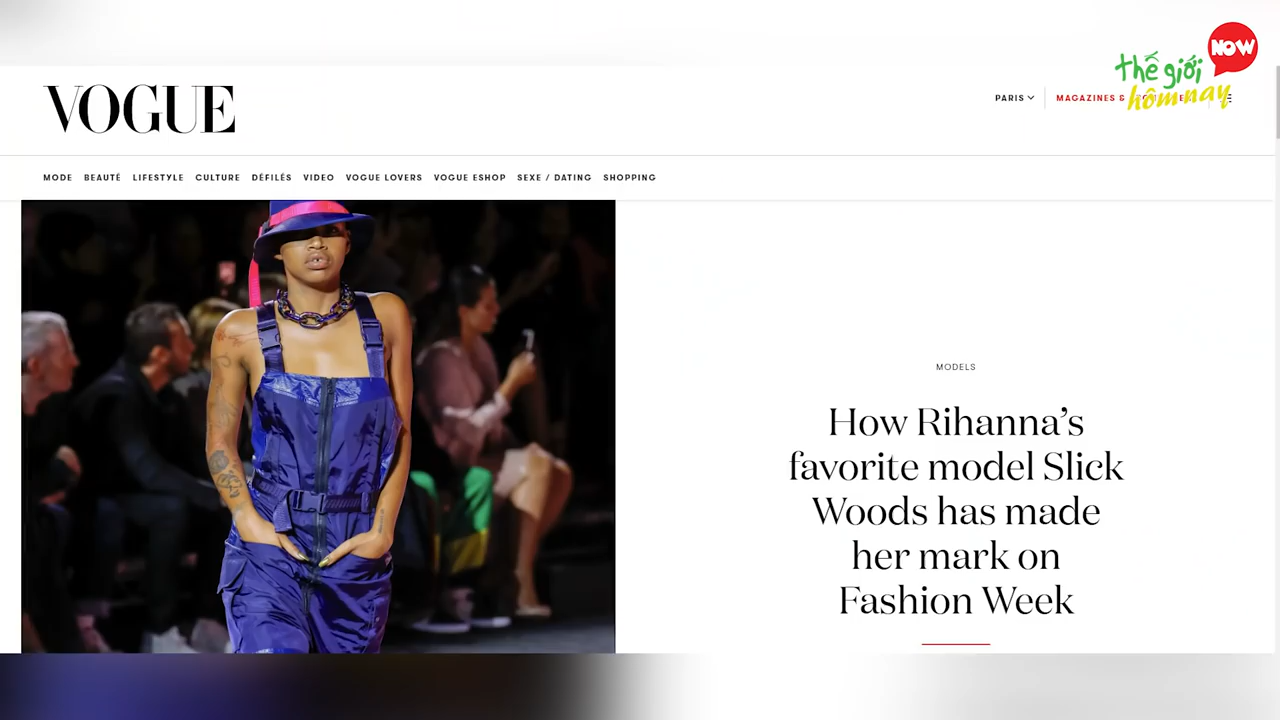 NOW
thế giới
hôm nay
VOGUE
PARIS
MAGAZINES &
MODE BEAUTÉ LIFESTYLE CULTURE DÉFILÉS VIDEO VOGUE LOVERS VOGUE ESHOP SEXE / DATING SHOPPING
MODELS
How Rihanna’s
favorite model Slick
Woods has made
her mark on
Fashion Week